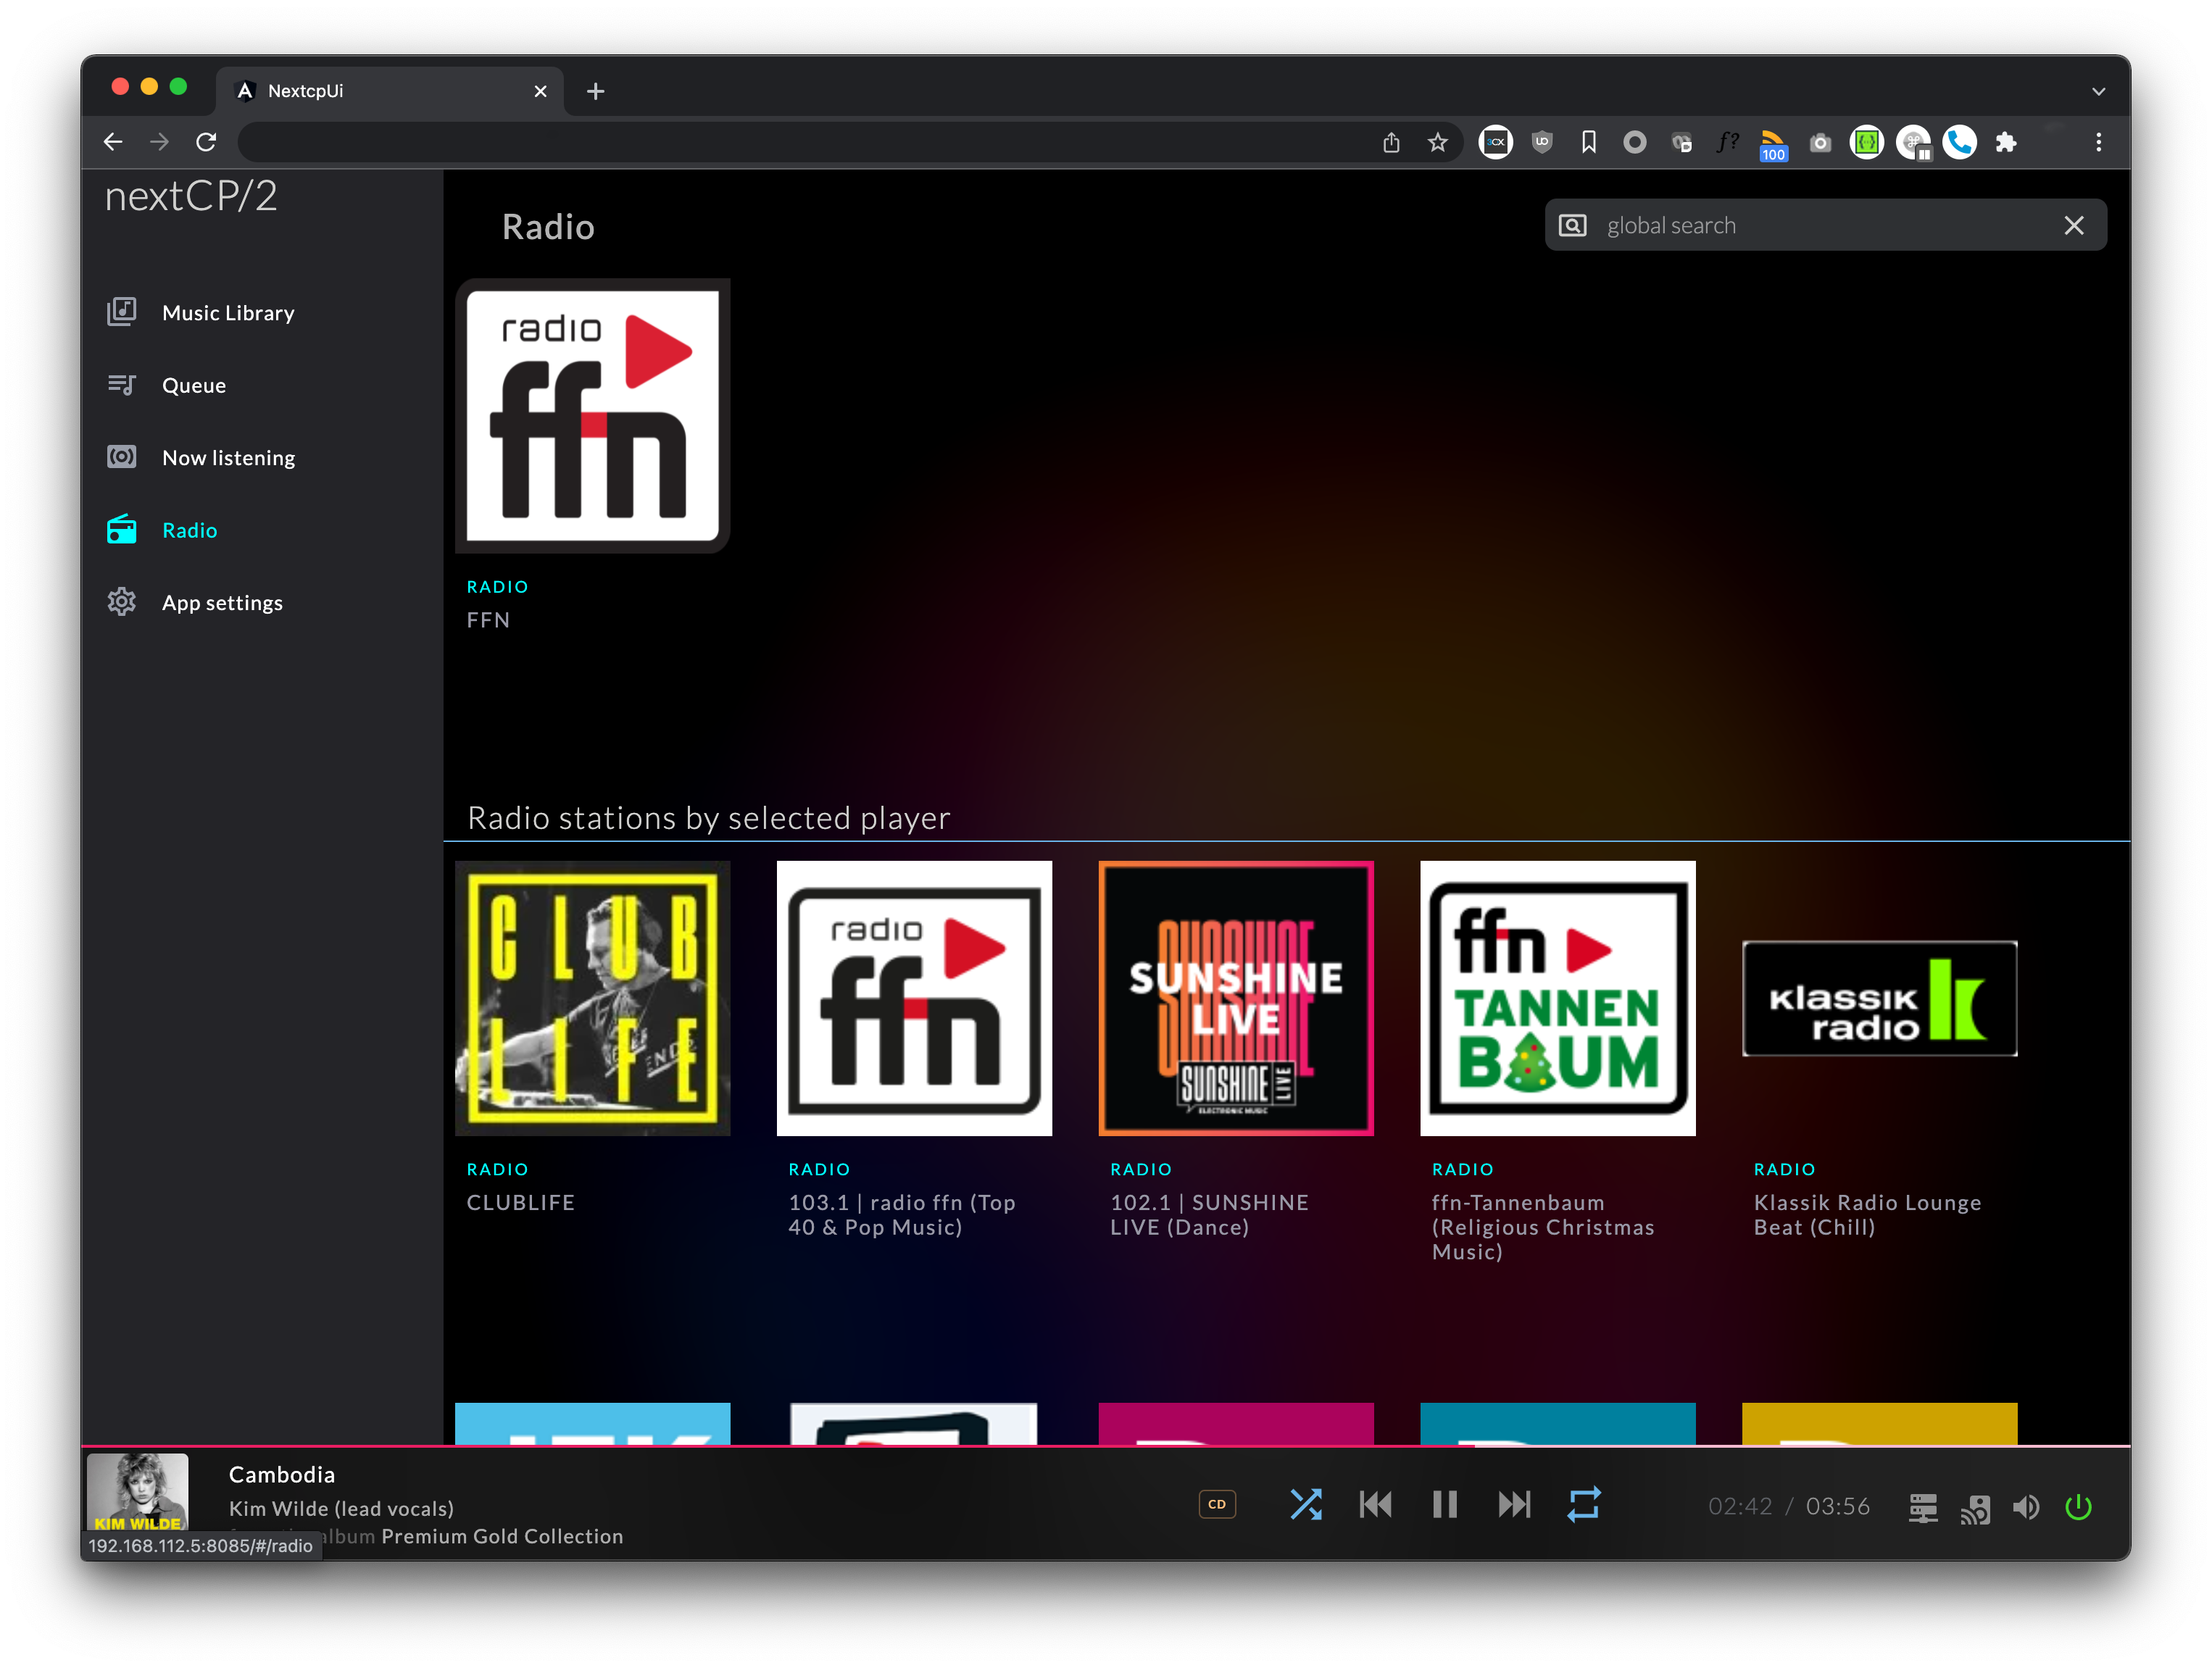 NextcpUi
3CX
UD
f?
100
nextCP/2
Radio
global search
Music Library
Queue
Now listening
Radio
App settings
radio
ffn
RADIO
FFN
Radio stations by selected player
CLUB
LIFE
radio
ffn
SUNSHINE
LIVE
SUNSHINE LIVE
ELECTRONIC MUSIC
ffn
TANNEN
BAUM
Klassik
radio
RADIO
CLUBLIFE
RADIO
103.1 | radio ffn (Top
40 & Pop Music)
RADIO
102.1 | SUNSHINE
LIVE (Dance)
RADIO
ffn-Tannenbaum
(Religious Christmas
Music)
RADIO
Klassik Radio Lounge
Beat (Chill)
KIM WILDE
Cambodia
Kim Wilde (lead vocals)
album Premium Gold Collection
CD
02:42 / 03:56
192.168.112.5:8085/#/radio